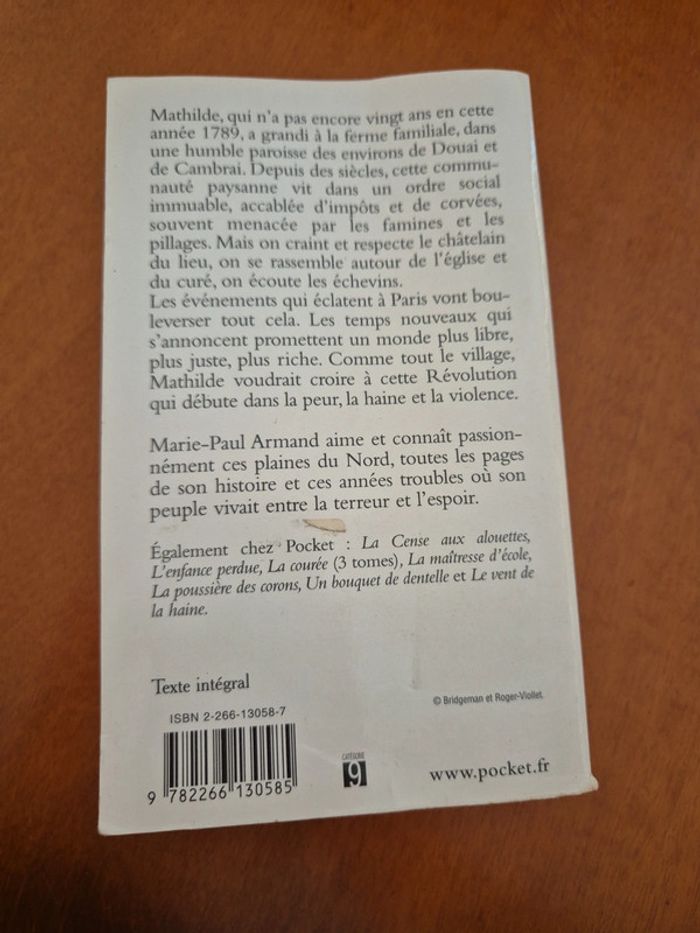 Mathilde, qui n'a pas encore vingt ans en cette
année 1789, a grandi à la ferme familiale, dans
une humble paroisse des environs de Douai et
de Cambrai. Depuis des siècles, cette commu-
nauté paysanne vit dans un ordre social
immuable, accablée d'impôts et de corvées,
souvent menacée par les famines et les
pillages. Mais on craint et respecte le châtelain
du lieu, on se rassemble autour de l'église et
du curé, on écoute les échevins.
Les événements qui éclatent à Paris vont bou-
leverser tout cela. Les temps nouveaux qui
s'annoncent promettent un monde plus libre,
plus juste, plus riche. Comme tout le village,
Mathilde voudrait croire à cette Révolution
qui débute dans la peur, la haine et la violence.
Marie-Paul Armand aime et connaît passion-
nément ces plaines du Nord, toutes les pages
de son histoire et ces années troubles où son
peuple vivait entre la terreur et l'espoir.
Également chez Pocket : La Cense aux alouettes,
L'enfance perdue, La courée (3 tomes), La maîtresse d'école,
La poussière des corons, Un bouquet de dentelle et Le vent de
la haine.
Texte intégral
© Bridgeman et Roger-Viollet.
ISBN 2-266-13058-7
CATÉGORIE
9
www.pocket.fr
9 782266 130585